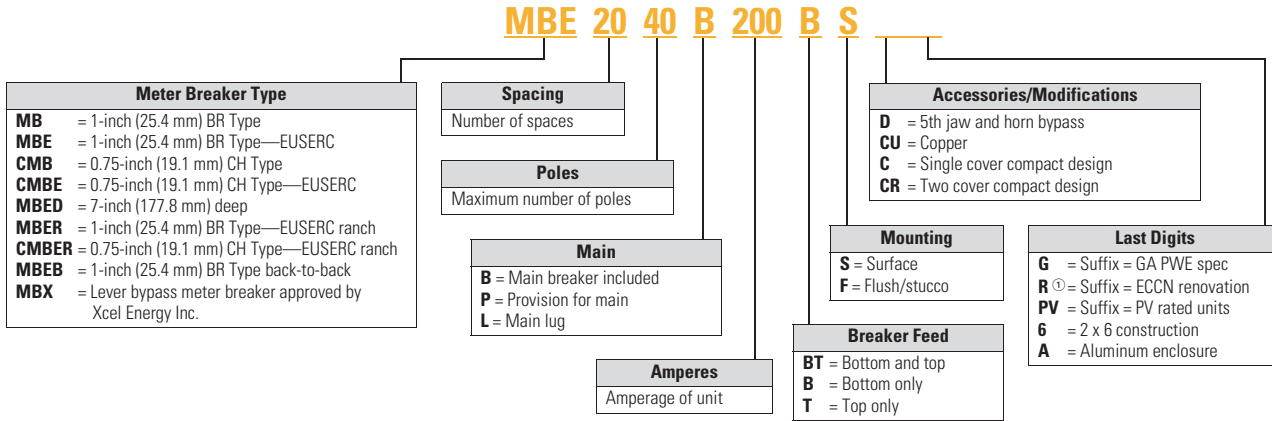 MBE 20 40 B 200 B S
Meter Breaker Type
MB = 1-inch (25.4 mm) BR Type
MBE = 1-inch (25.4 mm) BR Type—EUSERC
CMB = 0.75-inch (19.1 mm) CH Type
CMBE = 0.75-inch (19.1 mm) CH Type—EUSERC
MBED = 7-inch (177.8 mm) deep
MBER = 1-inch (25.4 mm) BR Type—EUSERC ranch
CMBER = 0.75-inch (19.1 mm) CH Type—EUSERC ranch
MBEB = 1-inch (25.4 mm) BR Type back-to-back
MBX = Lever bypass meter breaker approved by
Xcel Energy Inc.
Spacing
Number of spaces
Poles
Maximum number of poles
Main
B = Main breaker included
P = Provision for main
L = Main lug
Amperes
Amperage of unit
Accessories/Modifications
D = 5th jaw and horn bypass
CU = Copper
C = Single cover compact design
CR = Two cover compact design
Mounting
S = Surface
F = Flush/stucco
Breaker Feed
BT = Bottom and top
B = Bottom only
T = Top only
Last Digits
G = Suffix = GA PWE spec
R ① = Suffix = ECCN renovation
PV = Suffix = PV rated units
6 = 2 x 6 construction
A = Aluminum enclosure